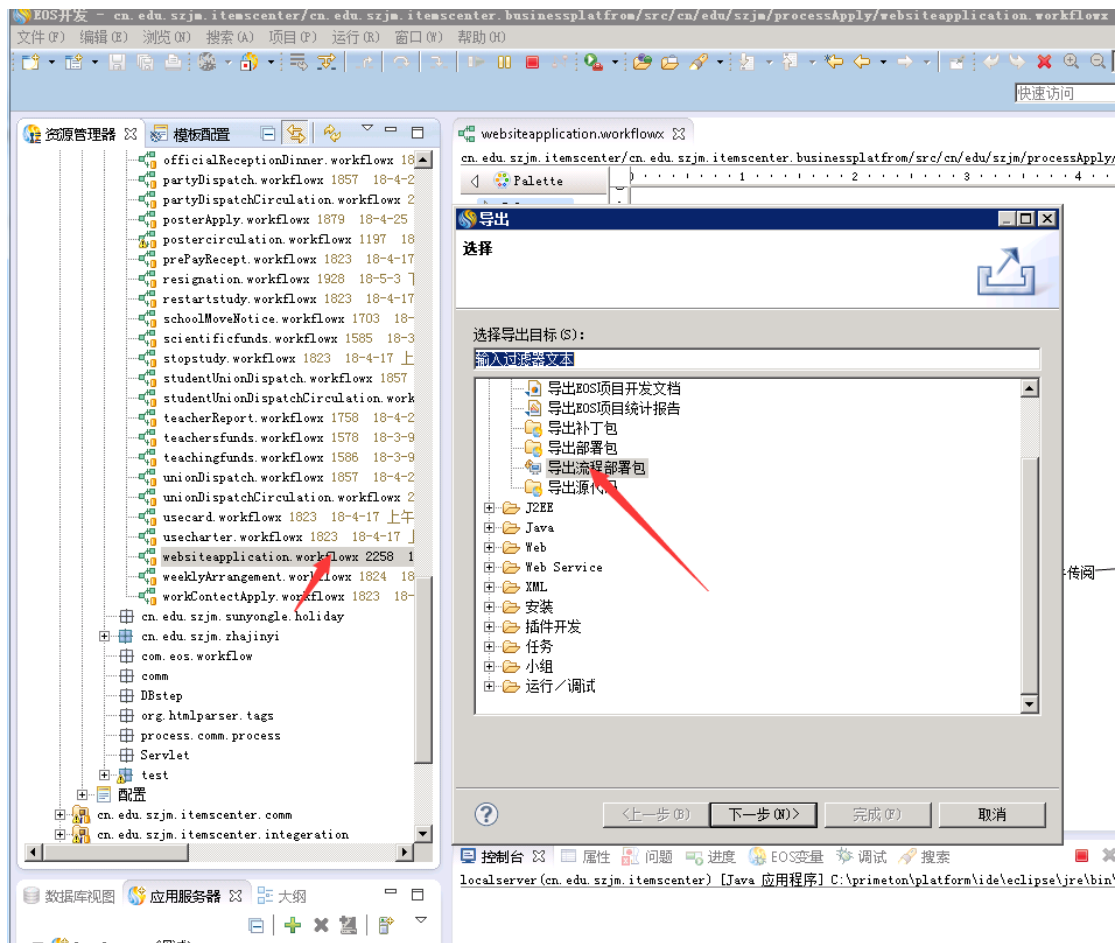 EOS开发 - cn.edu.szjm.itemscenter/cn.edu.szjm.itemscenter.businessplatfrom/src/cn/edu/szjm/processApply/websiteapplication.workflowx
文件(F) 编辑(E) 浏览(N) 搜索(A) 项目(P) 运行(R) 窗口(W) 帮助(H)
快速访问
资源管理器 模板配置
officialReceptionDinner.workflowx 18
partyDispatch.workflowx 1857 18-4-2
partyDispatchCirculation.workflowx 2
posterApply.workflowx 1879 18-4-25
postercirculation.workflowx 1197 18
prePayRecept.workflowx 1823 18-4-17
resignation.workflowx 1928 18-5-3 下
restartstudy.workflowx 1823 18-4-17
schoolMoveNotice.workflowx 1703 18-
scientificfunds.workflowx 1585 18-3
stopstudy.workflowx 1823 18-4-17 上
studentUnionDispatch.workflowx 1857
studentUnionDispatchCirculation.work
teacherReport.workflowx 1758 18-4-2
teachersfunds.workflowx 1578 18-3-9
teachingfunds.workflowx 1586 18-3-9
unionDispatch.workflowx 1857 18-4-2
unionDispatchCirculation.workflowx 2
usecard.workflowx 1823 18-4-17 上午
usecharter.workflowx 1823 18-4-17
websiteapplication.workflowx 2258 1
weeklyArrangement.workflowx 1824 18
workContectApply.workflowx 1823 18-
cn.edu.szjm.sunyongle.holiday
cn.edu.szjm.zhajinyi
com.eos.workflow
comm
DBstep
org.htmlparser.tags
process.comm.process
Servlet
test
配置
cn.edu.szjm.itemscenter.comm
cn.edu.szjm.itemscenter.integeration
数据库视图 应用服务器 大纲
websiteapplication.workflowx
cn.edu.szjm.itemscenter/cn.edu.szjm.itemscenter.businessplatfrom/src/cn/edu/szjm/processApply/
Palette
1 2 3 4
导出
选择
选择导出目标(S):
输入过滤器文本
导出EOS项目开发文档
导出EOS项目统计报告
导出补丁包
导出部署包
导出流程部署包
导出源代码
J2EE
Java
Web
Web Service
XML
安装
插件开发
任务
小组
运行／调试
<上一步(B) 下一步(N)> 完成(F) 取消
传阅
控制台 属性 问题 进度 EOS变量 调试 搜索
localserver(cn.edu.szjm.itemscenter) [Java 应用程序] C:\primeton\platform\ide\eclipse\jre\bin\